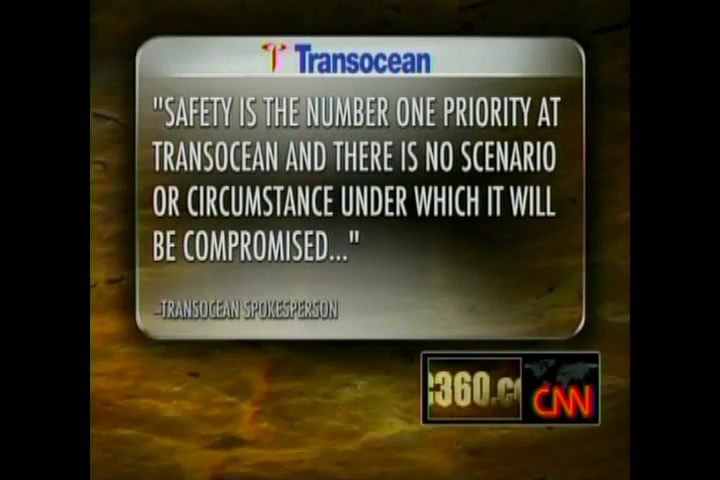 Transocean
"SAFETY IS THE NUMBER ONE PRIORITY AT
TRANSOCEAN AND THERE IS NO SCENARIO
OR CIRCUMSTANCE UNDER WHICH IT WILL
BE COMPROMISED..."
–TRANSOCEAN SPOKESPERSON
360.c
CNN